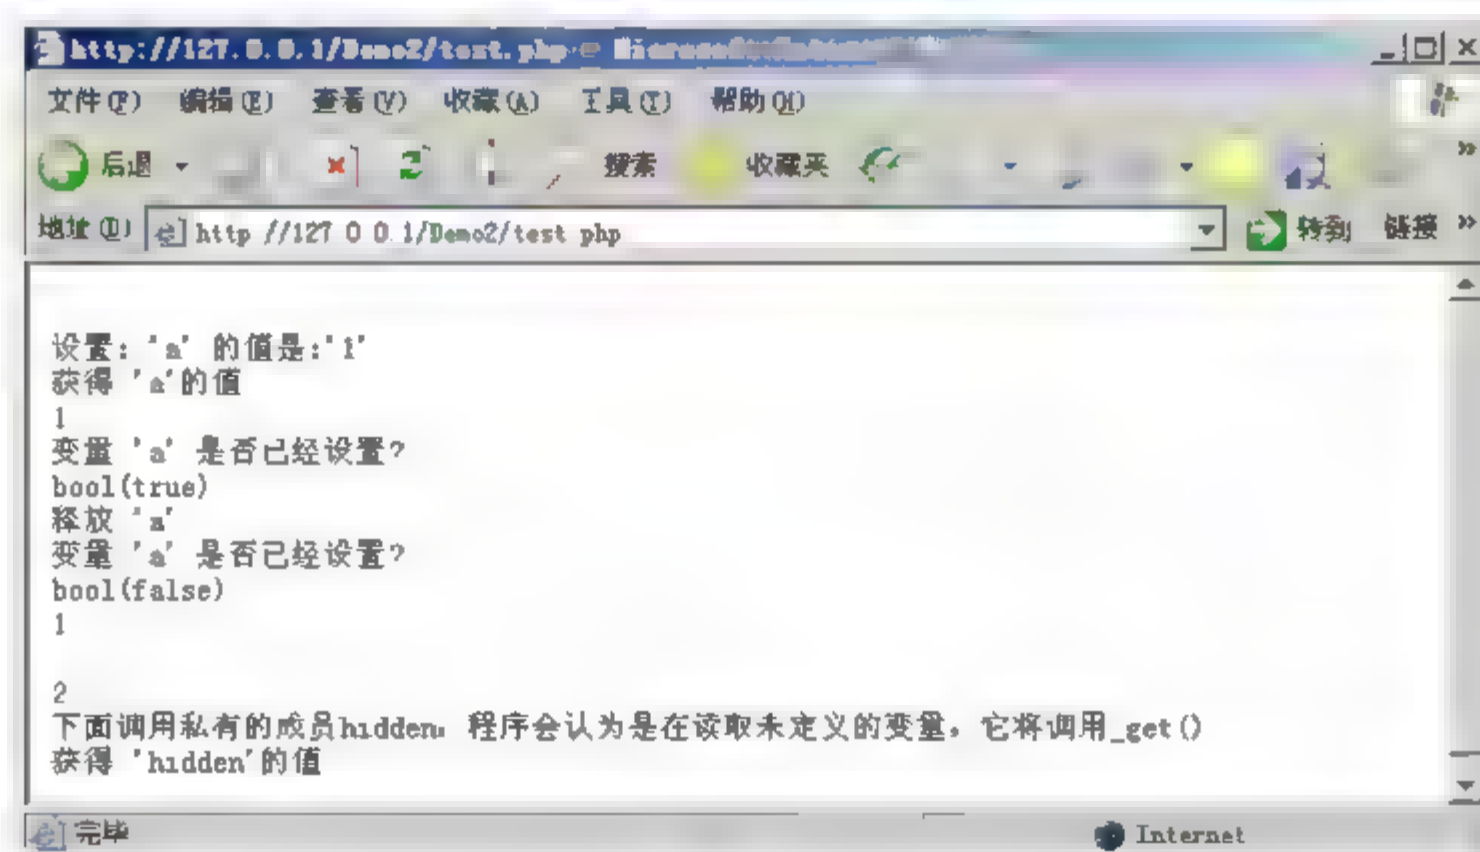 http://127.0.0.1/Demo2/test.php - Microsoft
文件(F) 编辑(E) 查看(V) 收藏(A) 工具(T) 帮助(H)
后退 搜索 收藏夹
地址(D) http //127 0 0.1/Demo2/test php 转到 链接 »
设置: 'a' 的值是:'1'
获得 'a'的值
1
变量 'a' 是否已经设置?
bool(true)
释放 'a'
变量 'a' 是否已经设置?
bool(false)
1
2
下面调用私有的成员hidden，程序会认为是在读取未定义的变量，它将调用_get()
获得 'hidden'的值
完毕 Internet